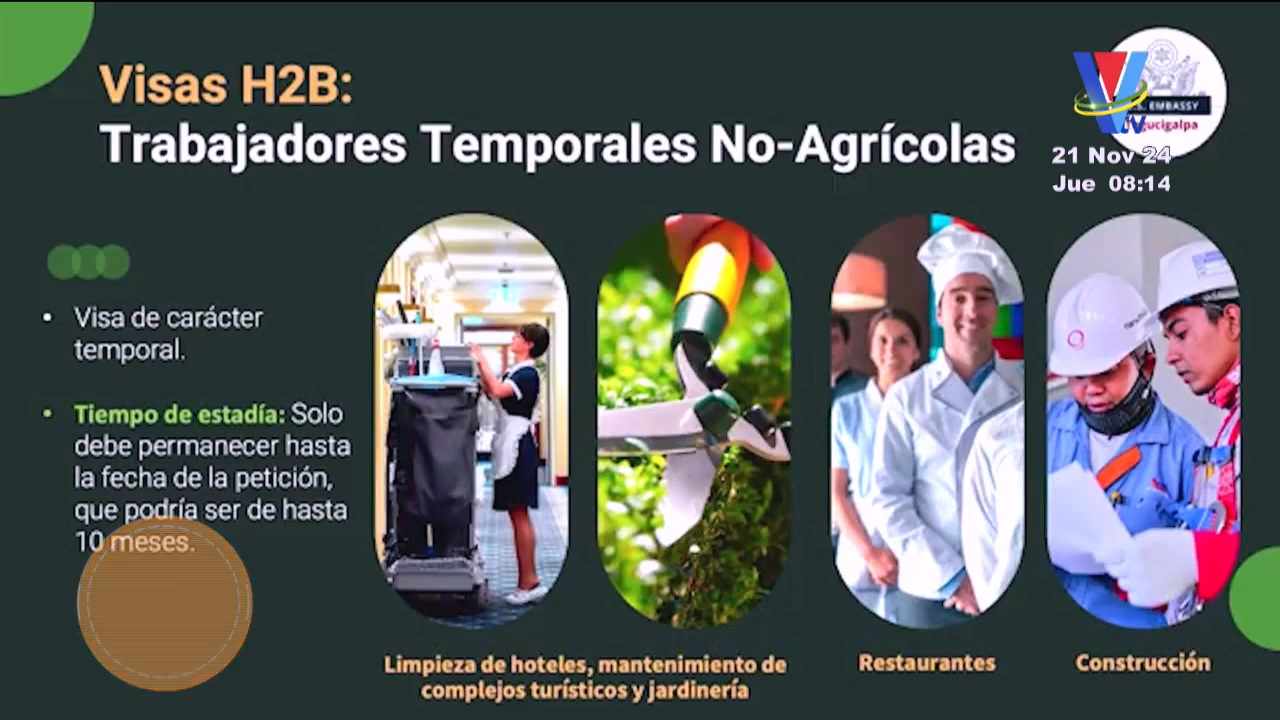 Visas H2B:
Trabajadores Temporales No-Agrícolas
EMBASSY
TV
21 Nov 24
Jue 08:14
• Visa de carácter
temporal.
• Tiempo de estadía: Solo
debe permanecer hasta
la fecha de la petición,
que podría ser de hasta
10 meses.
Limpieza de hoteles, mantenimiento de
complejos turísticos y jardinería
Restaurantes
Construcción